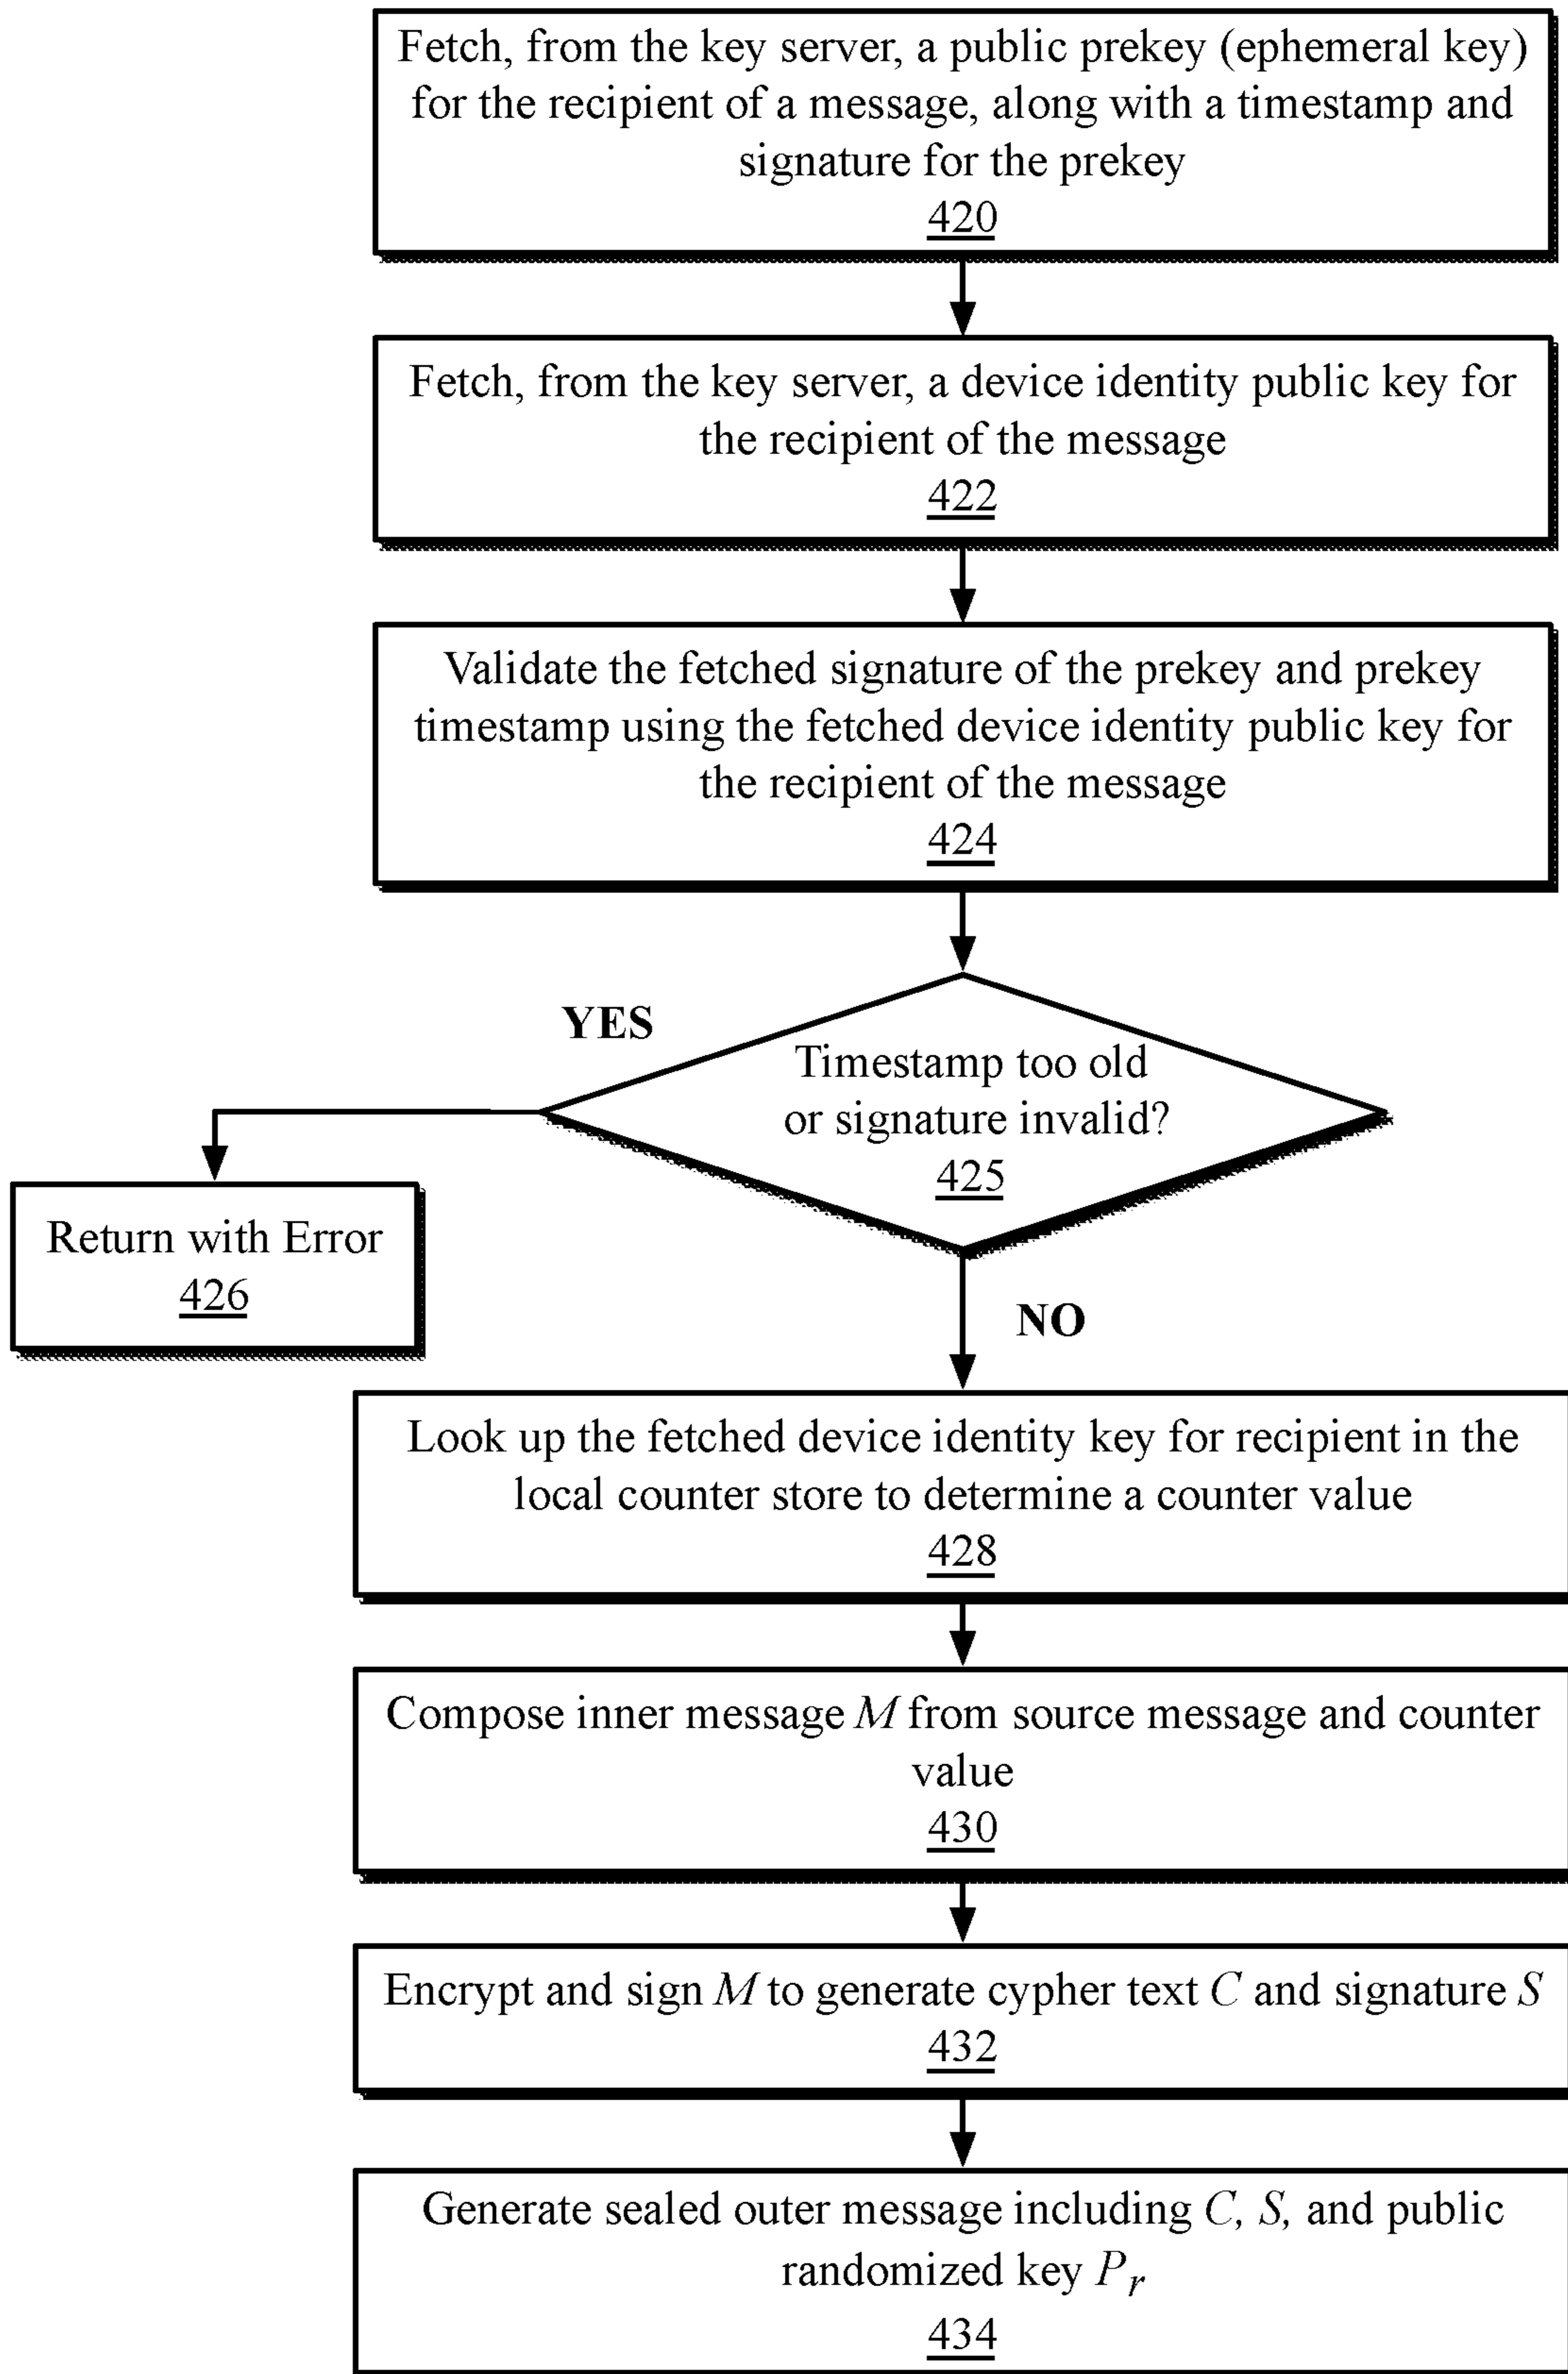 Fetch, from the key server, a public prekey (ephemeral key)
for the recipient of a message, along with a timestamp and
signature for the prekey
420
Fetch, from the key server, a device identity public key for
the recipient of the message
422
Validate the fetched signature of the prekey and prekey
timestamp using the fetched device identity public key for
the recipient of the message
424
YES
Timestamp too old
or signature invalid?
425
Return with Error
426
NO
Look up the fetched device identity key for recipient in the
local counter store to determine a counter value
428
Compose inner message M from source message and counter
value
430
Encrypt and sign M to generate cypher text C and signature S
432
Generate sealed outer message including C, S, and public
randomized key Pr
434